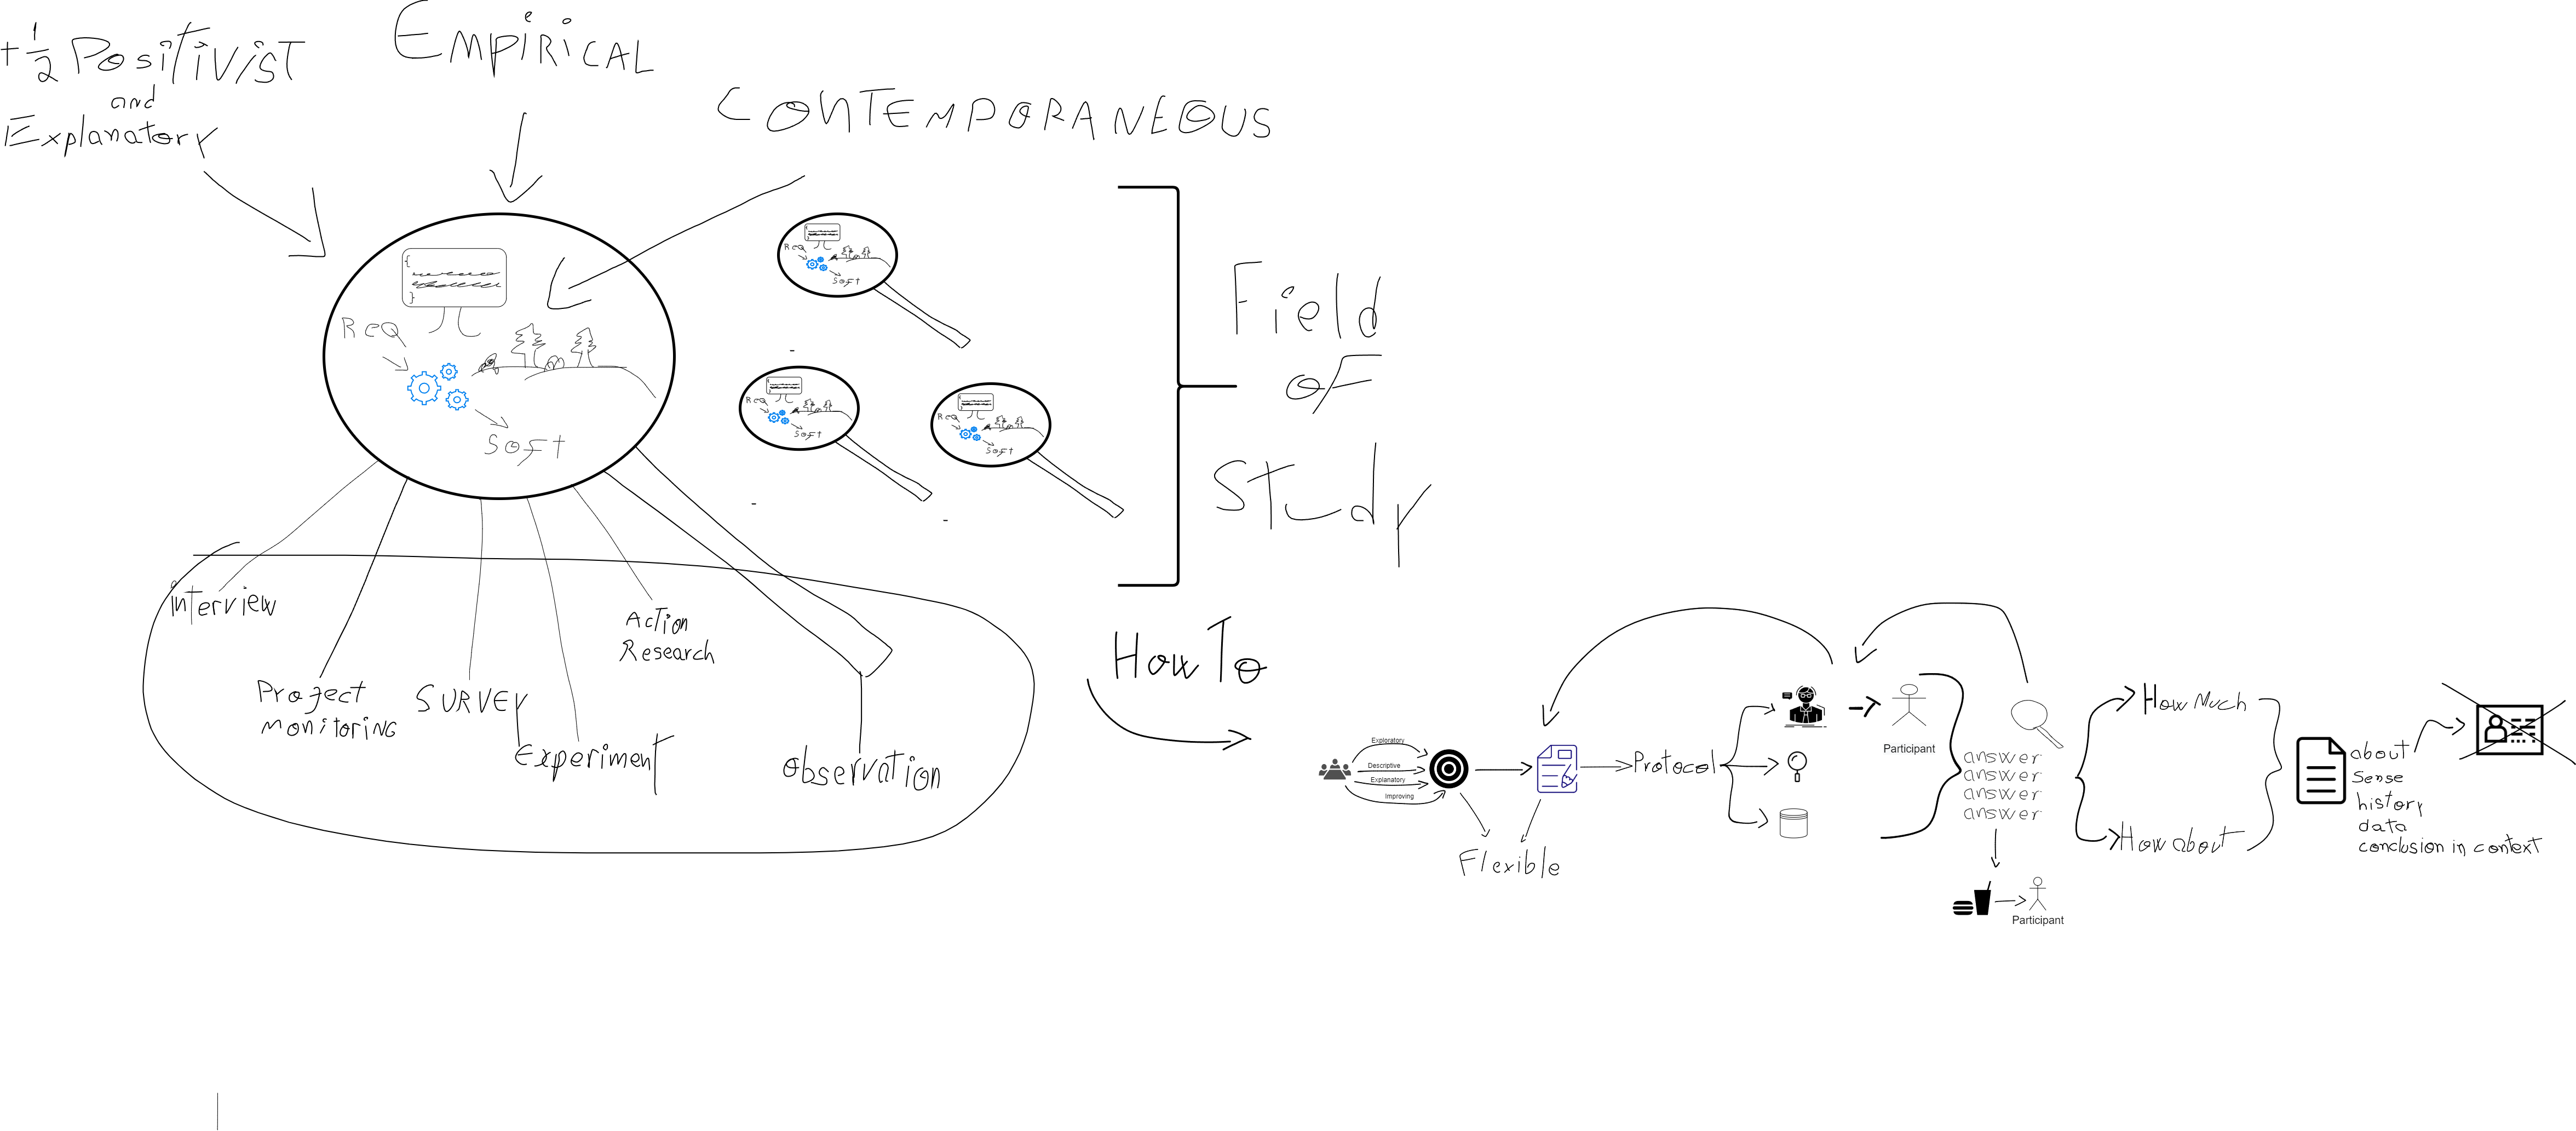 + 1/2 Positivist
and
Explanatory
EMPIRICAL
CONTEMPORANEOUS
{
}
Req
Soft
Req
Soft
Req
Soft
Req
Soft
Field
of
Study
interview
Project
monitoring
SURVEY
Experiment
Action
Research
Observation
How To
Exploratory
Descriptive
Explanatory
Improving
Flexible
Protocol
Participant
answer
answer
answer
answer
Participant
How Much
How about
about
Sense
history
data
conclusion in context